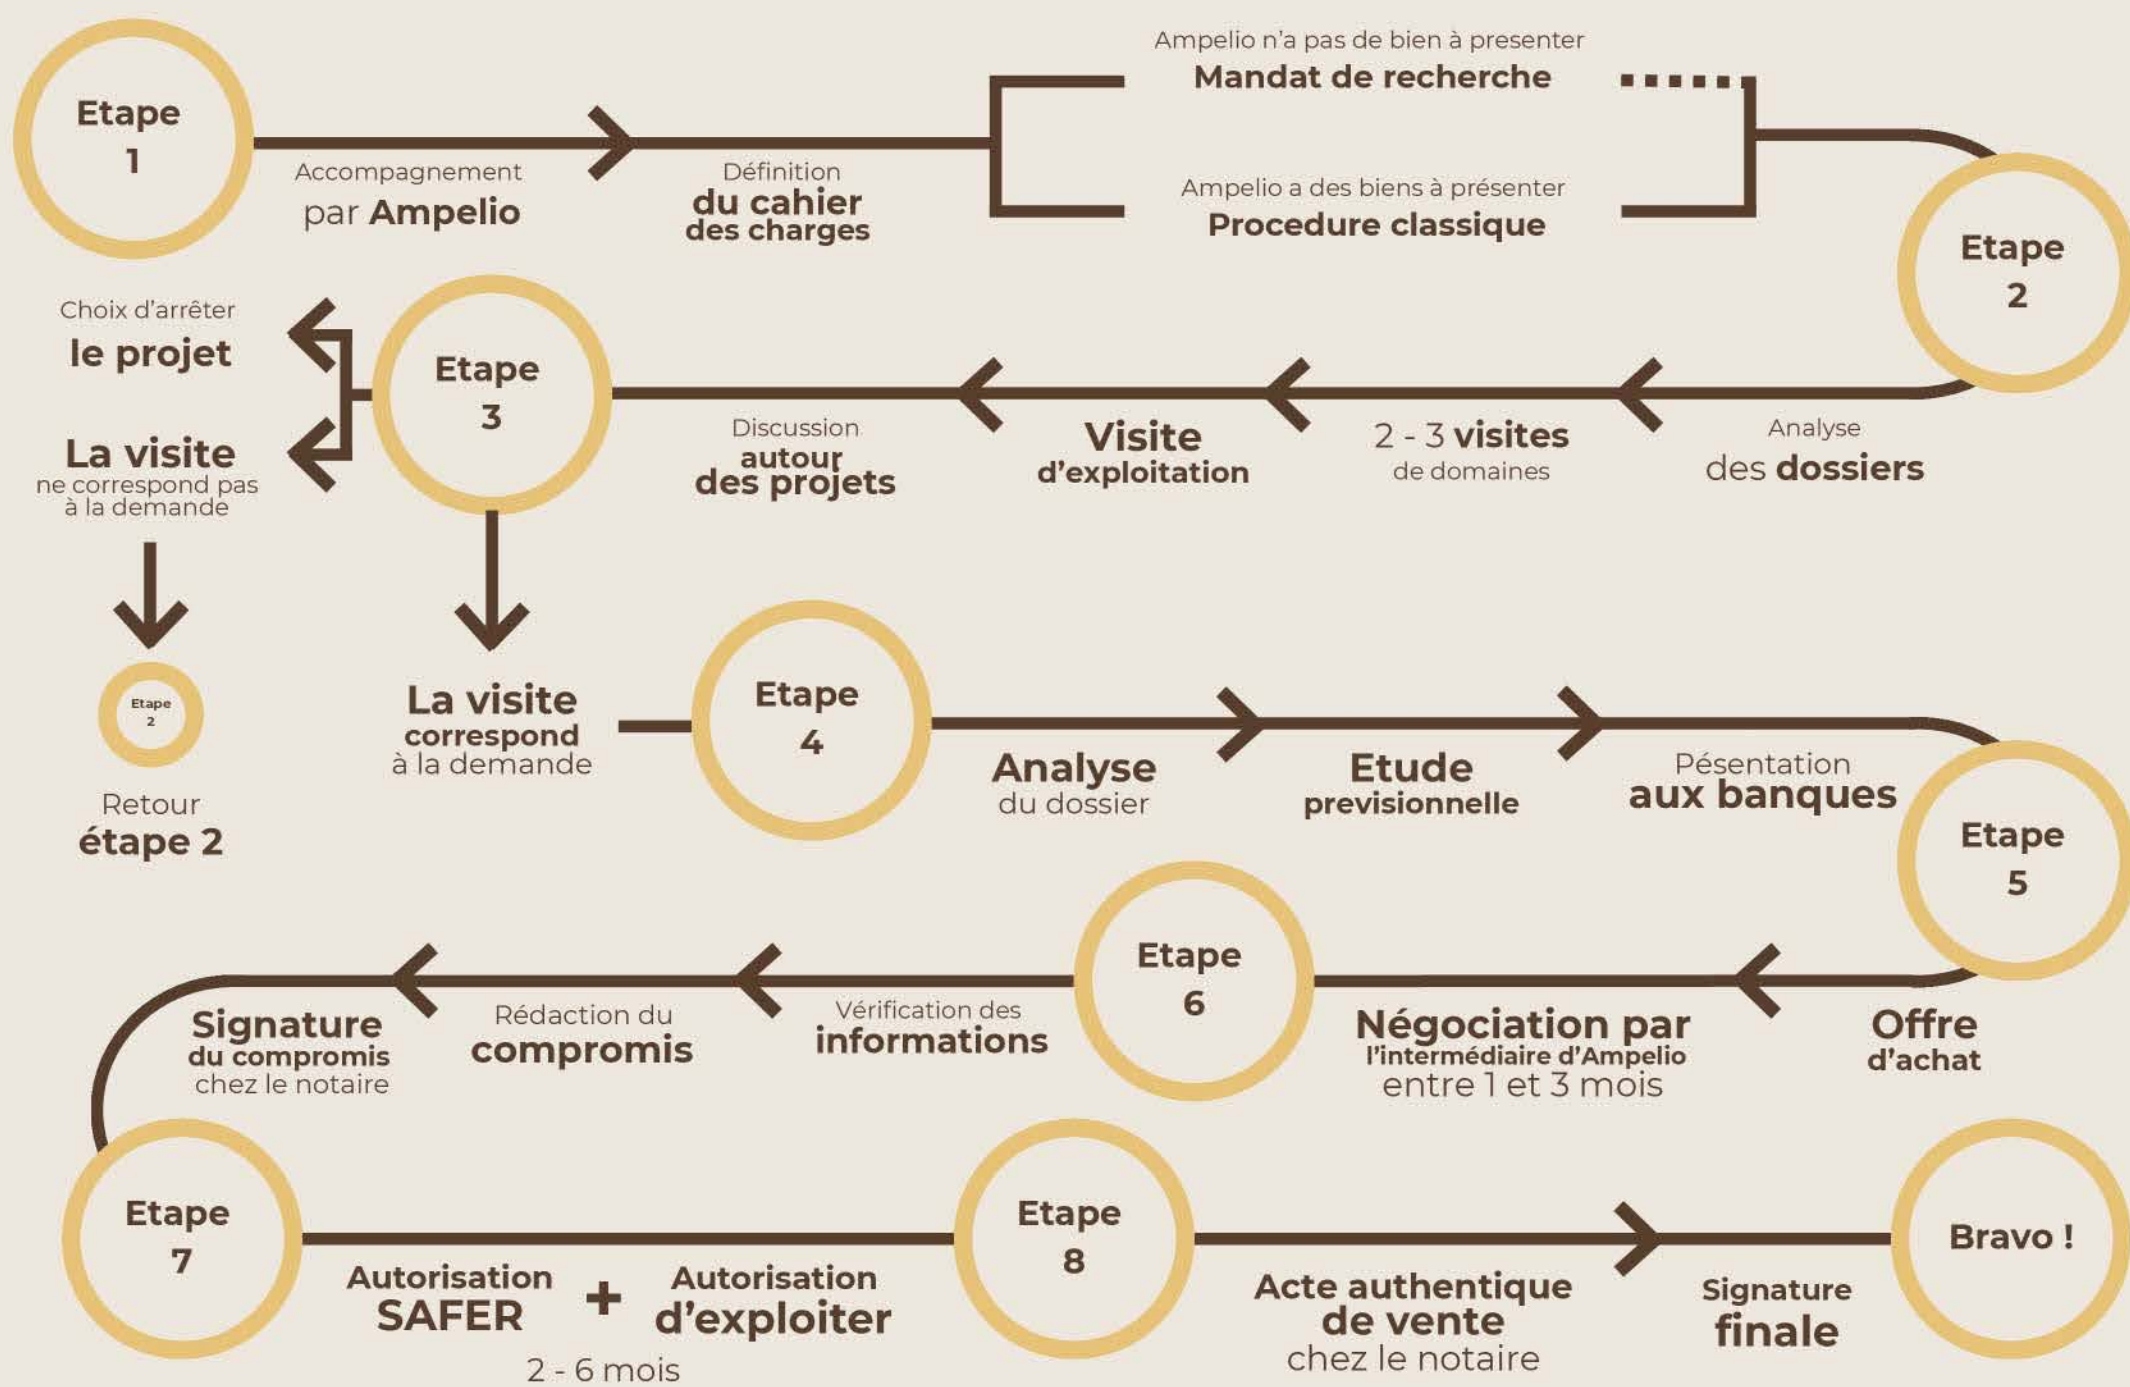 Etape
1
Accompagnement
par Ampelio
Définition
du cahier
des charges
Ampelio n'a pas de bien à presenter
Mandat de recherche
Ampelio a des biens à présenter
Procedure classique
Etape
2
Analyse
des dossiers
2 - 3 visites
de domaines
Visite
d'exploitation
Discussion
autour
des projets
Etape
3
Choix d'arrêter
le projet
La visite
ne correspond pas
à la demande
Etape
2
Retour
étape 2
La visite
correspond
à la demande
Etape
4
Analyse
du dossier
Etude
previsionnelle
Pésentation
aux banques
Etape
5
Offre
d'achat
Négociation par
l'intermédiaire d'Ampelio
entre 1 et 3 mois
Etape
6
Vérification des
informations
Rédaction du
compromis
Signature
du compromis
chez le notaire
Etape
7
Autorisation
SAFER
+
Autorisation
d'exploiter
2 - 6 mois
Etape
8
Acte authentique
de vente
chez le notaire
Signature
finale
Bravo !